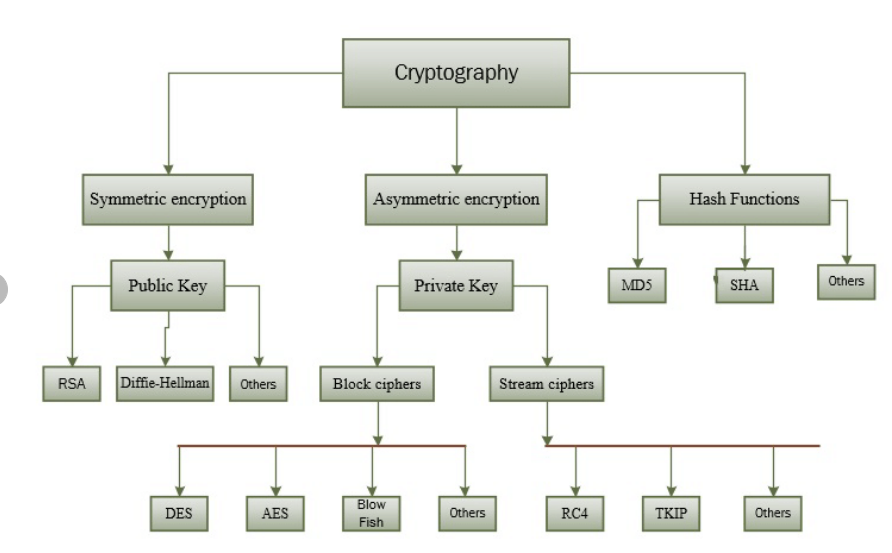 Cryptography
Symmetric encryption
Asymmetric encryption
Hash Functions
Public Key
Private Key
MD5
SHA
Others
RSA
Diffie-Hellman
Others
Block ciphers
Stream ciphers
DES
AES
Blow
Fish
Others
RC4
TKIP
Others